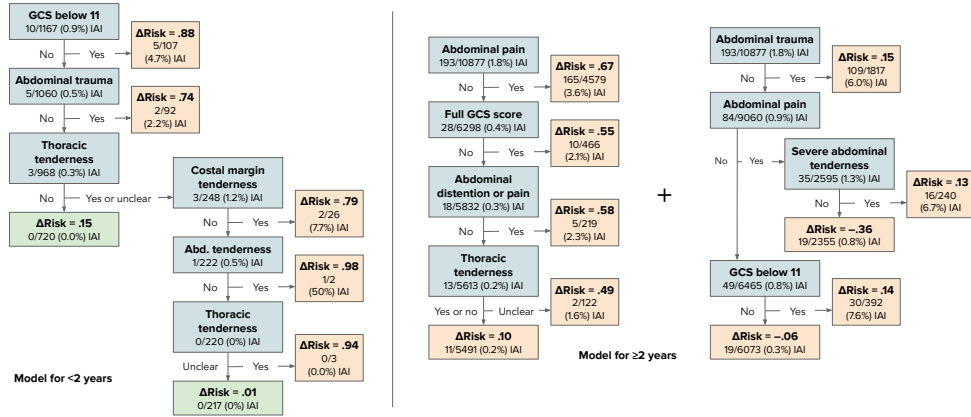 GCS below 11
10/1167 (0.9%) IAI
No
Yes
ΔRisk = .88
5/107
(4.7%) IAI
Abdominal trauma
5/1060 (0.5%) IAI
No
Yes
ΔRisk = .74
2/92
(2.2%) IAI
Thoracic
tenderness
3/968 (0.3%) IAI
No
Yes or unclear
ΔRisk = .15
0/720 (0.0%) IAI
Costal margin
tenderness
3/248 (1.2%) IAI
No
Yes
ΔRisk = .79
2/26
(7.7%) IAI
Abd. tenderness
1/222 (0.5%) IAI
No
Yes
ΔRisk = .98
1/2
(50%) IAI
Thoracic
tenderness
0/220 (0%) IAI
Unclear
Yes
ΔRisk = .94
0/3
(0.0%) IAI
ΔRisk = .01
0/217 (0%) IAI
Model for <2 years
Abdominal pain
193/10877 (1.8%) IAI
No
Yes
ΔRisk = .67
165/4579
(3.6%) IAI
Full GCS score
28/6298 (0.4%) IAI
No
Yes
ΔRisk = .55
10/466
(2.1%) IAI
Abdominal
distention or pain
18/5832 (0.3%) IAI
No
Yes
ΔRisk = .58
5/219
(2.3%) IAI
Thoracic
tenderness
13/5613 (0.2%) IAI
Yes or no
Unclear
ΔRisk = .49
2/122
(1.6%) IAI
ΔRisk = .10
11/5491 (0.2%) IAI
+
Abdominal trauma
193/10877 (1.8%) IAI
No
Yes
ΔRisk = .15
109/1817
(6.0%) IAI
Abdominal pain
84/9060 (0.9%) IAI
No
Yes
Severe abdominal
tenderness
35/2595 (1.3%) IAI
No
Yes
ΔRisk = .13
16/240
(6.7%) IAI
ΔRisk = –.36
19/2355 (0.8%) IAI
GCS below 11
49/6465 (0.8%) IAI
No
Yes
ΔRisk = .14
30/392
(7.6%) IAI
ΔRisk = –.06
19/6073 (0.3%) IAI
Model for ≥2 years